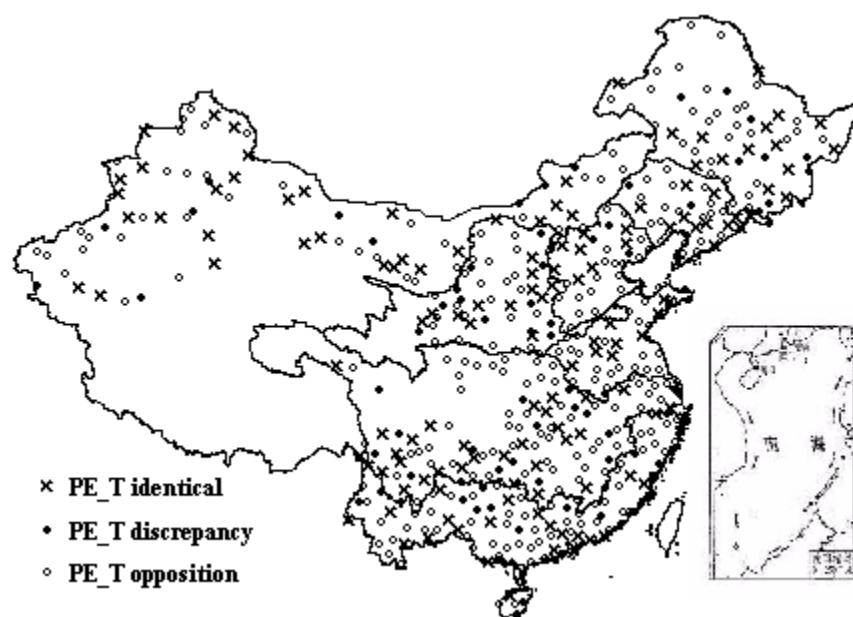 PE_T identical
PE_T discrepancy
PE_T opposition
南 海